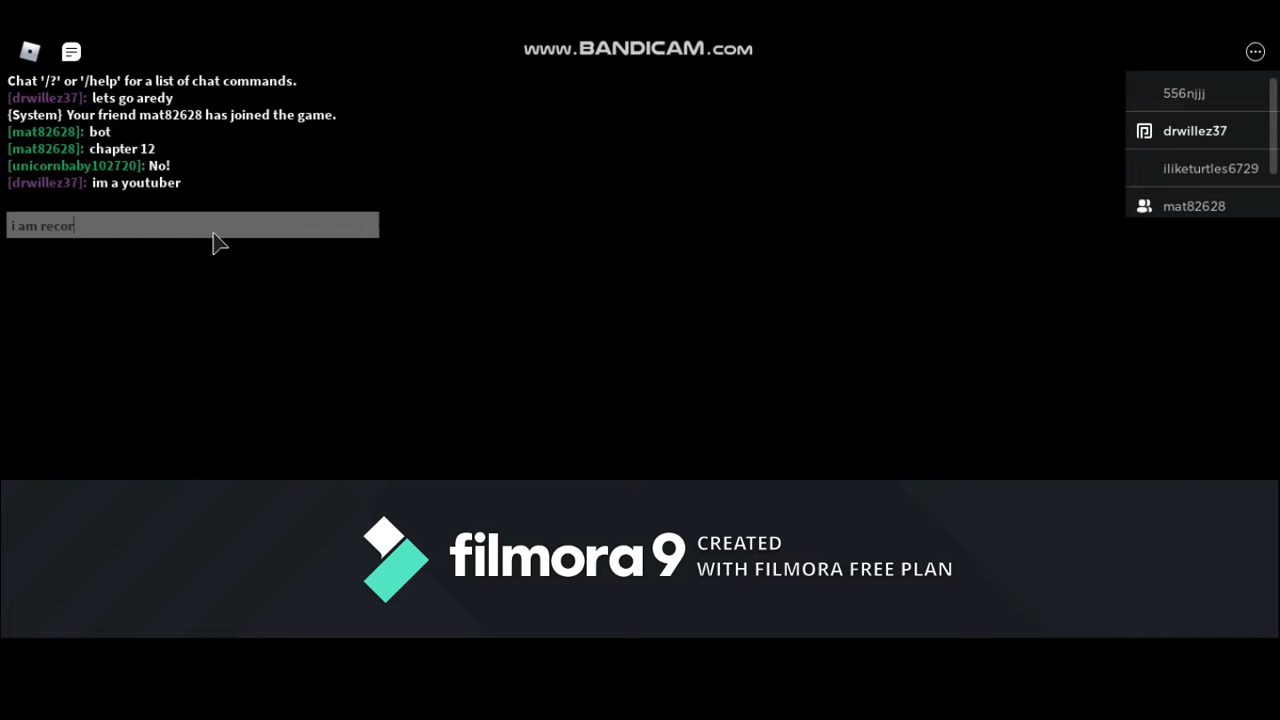 www.BANDICAM.com
Chat '/?' or '/help' for a list of chat commands.
[drwillez37]: lets go aredy
{System} Your friend mat82628 has joined the game.
[mat82628]: bot
[mat82628]: chapter 12
[unicornbaby102720]: No!
[drwillez37]: im a youtuber
i am recor
556njjj
drwillez37
iliketurtles6729
mat82628
filmora 9
CREATED
WITH FILMORA FREE PLAN